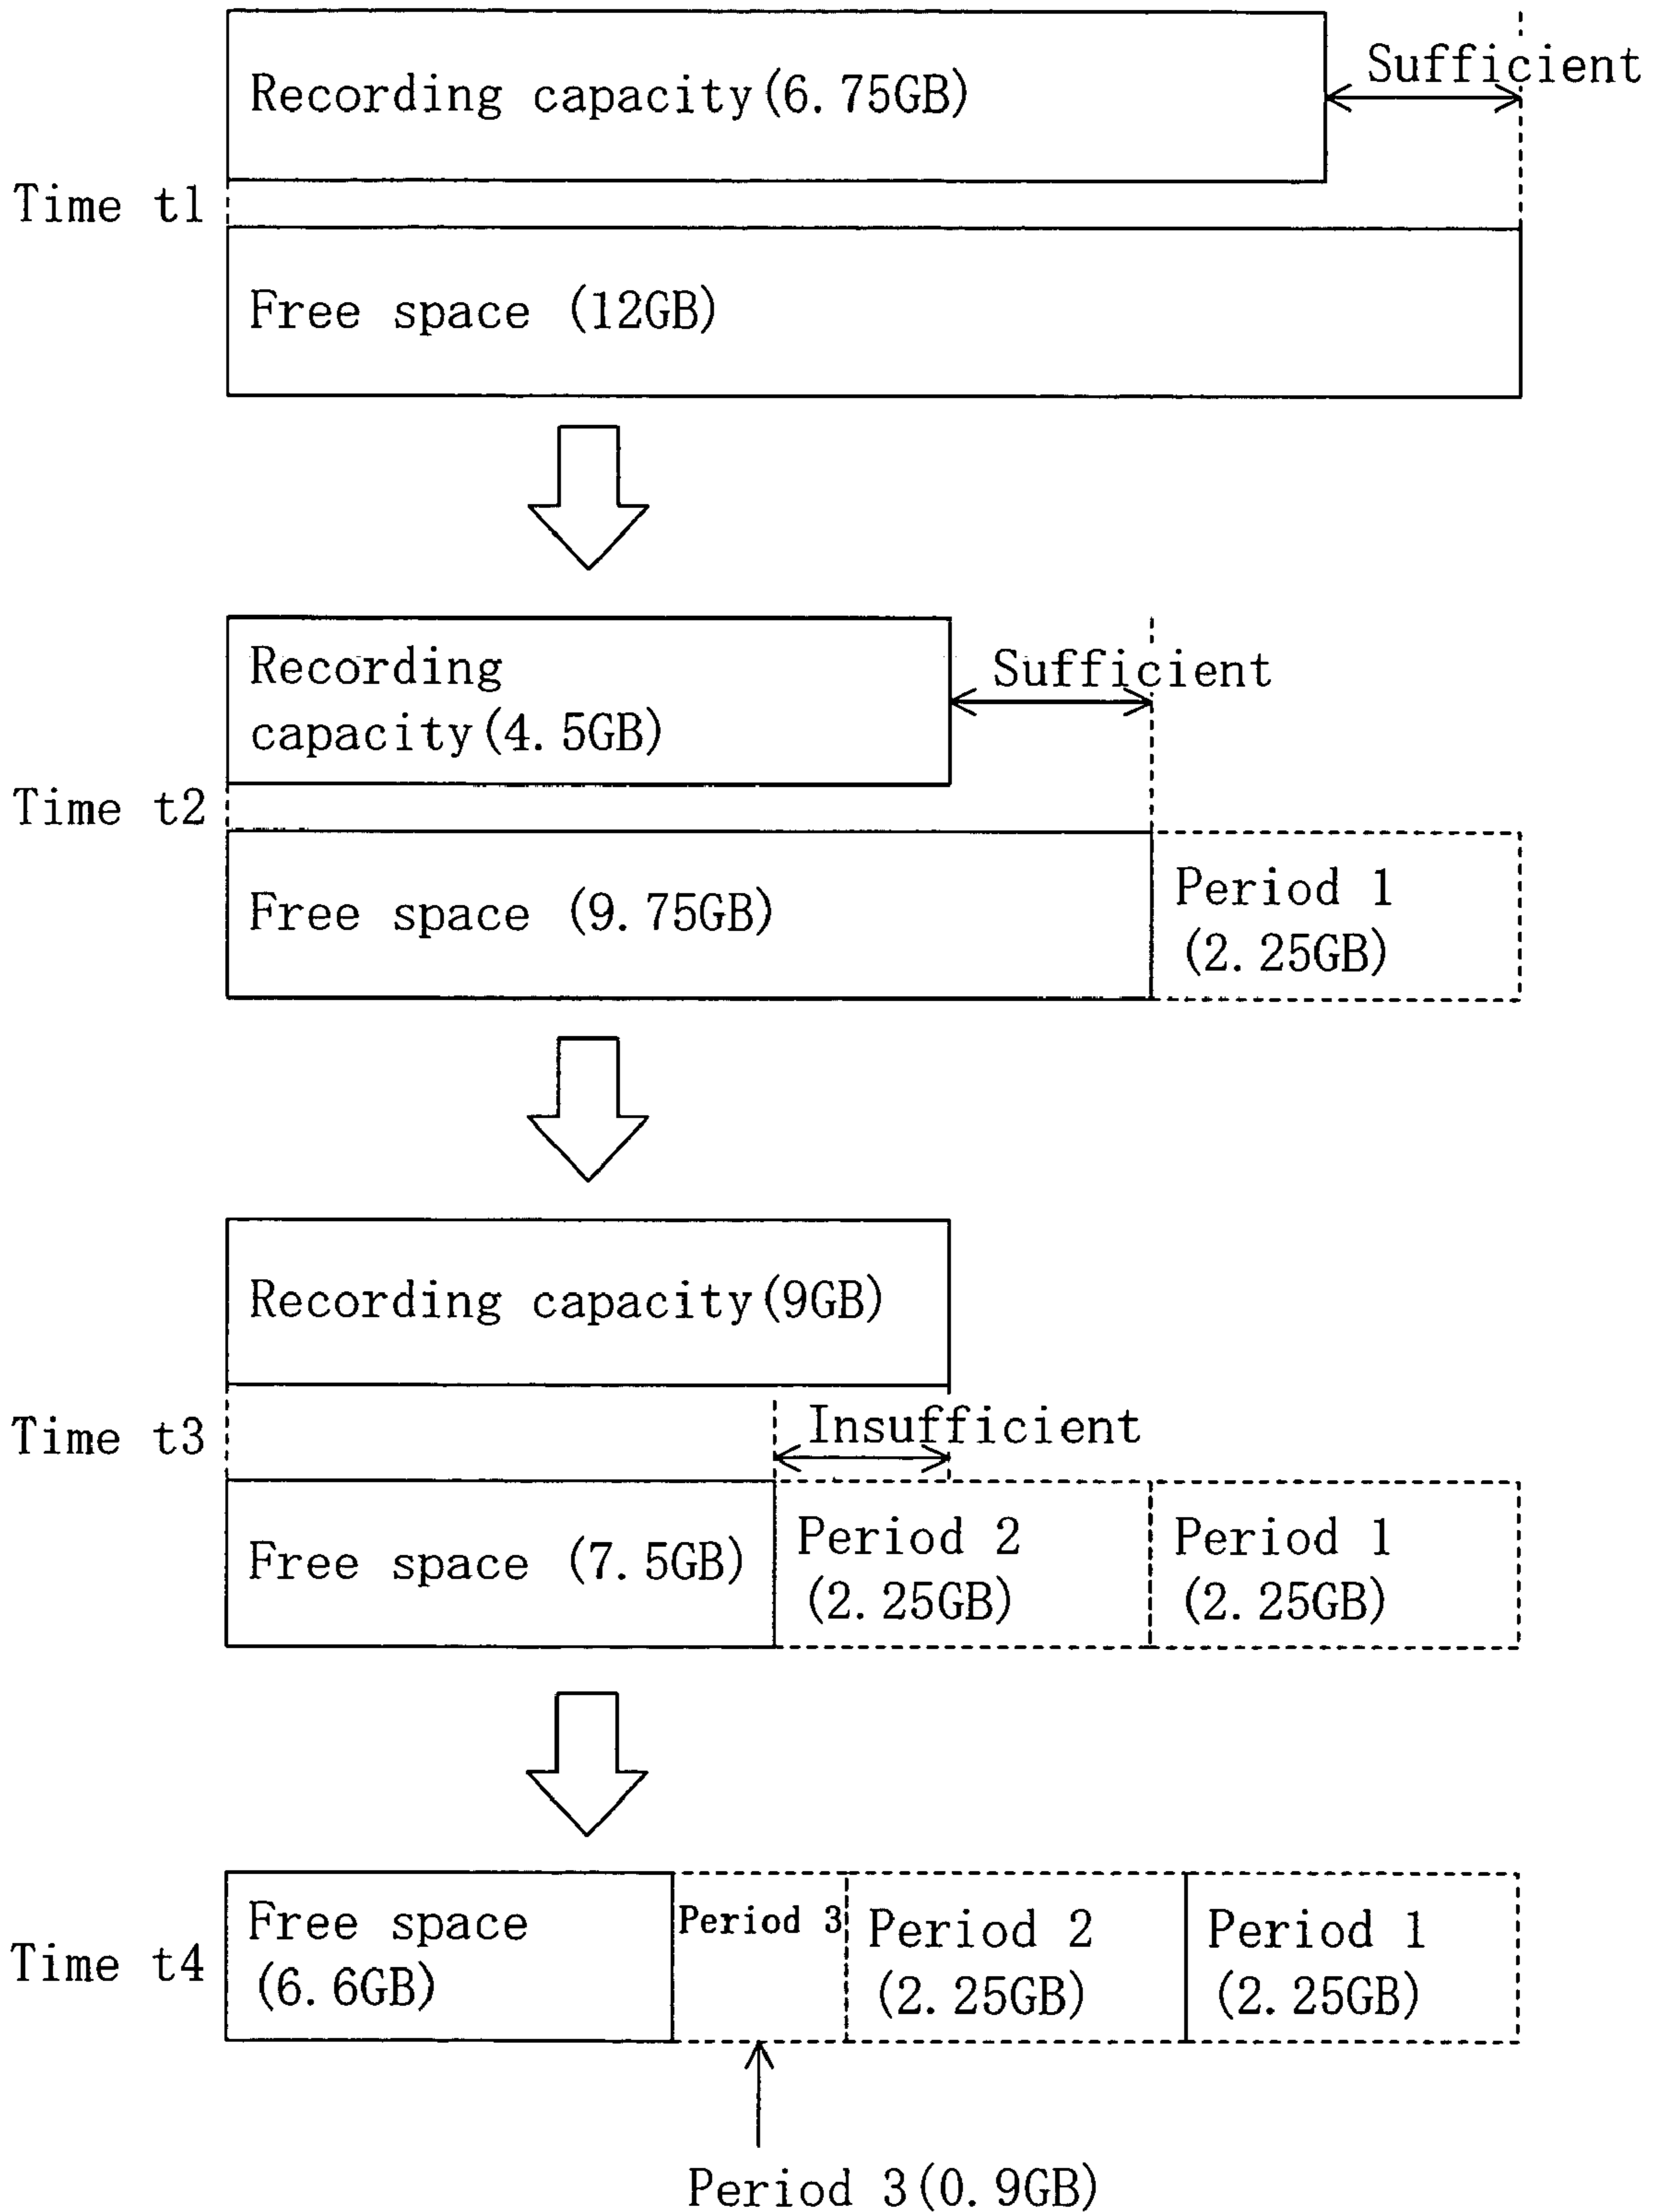 Recording capacity(6.75GB)
Sufficient
Time t1
Free space (12GB)
Recording
capacity(4.5GB)
Sufficient
Time t2
Free space (9.75GB)
Period 1
(2.25GB)
Recording capacity(9GB)
Time t3
Insufficient
Free space (7.5GB)
Period 2
(2.25GB)
Period 1
(2.25GB)
Time t4
Free space
(6.6GB)
Period 3
Period 2
(2.25GB)
Period 1
(2.25GB)
Period 3(0.9GB)